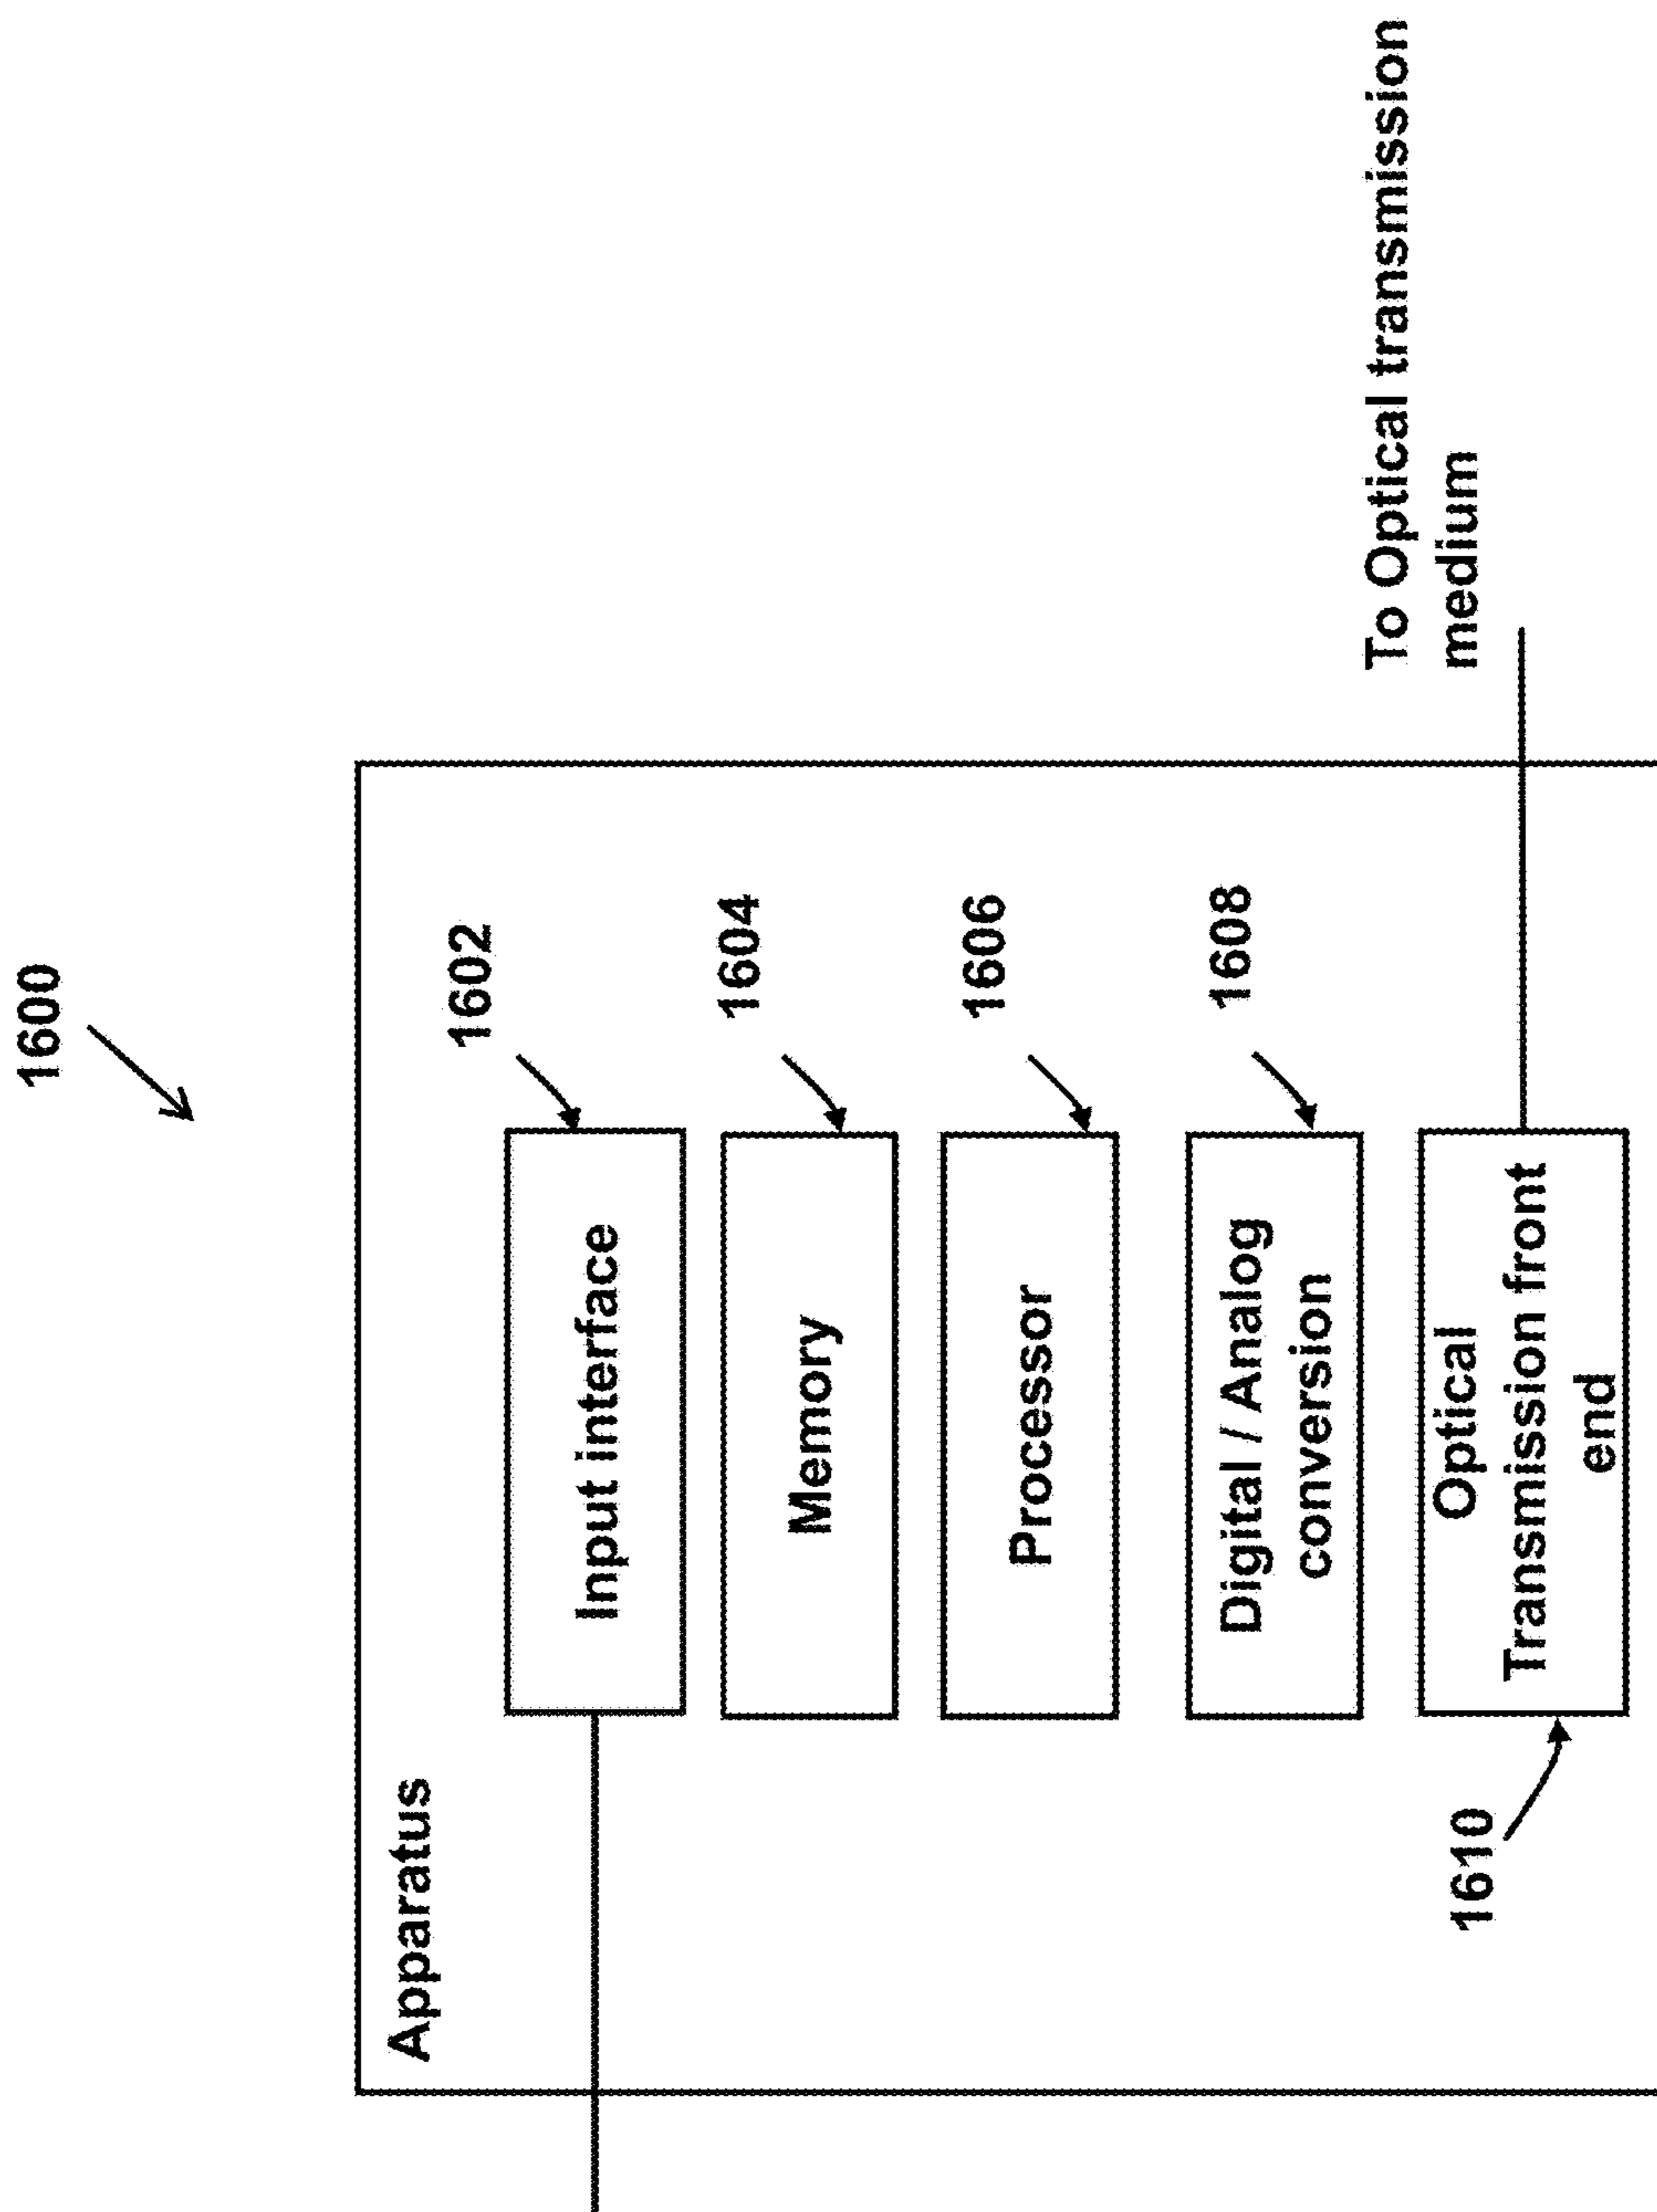 1600
Apparatus
1602
Input interface
1604
Memory
1606
Processor
1608
Digital / Analog
conversion
To Optical transmission
medium
1610
Optical
Transmission front
end